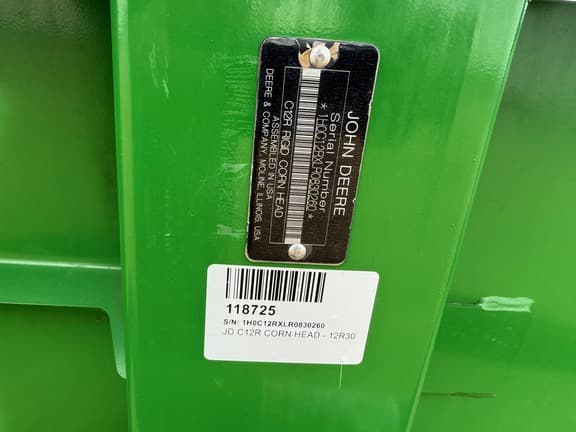 JOHN DEERE
Serial Number
*1H0C12RXLR0830260*
C12R RIGID CORN HEAD
ASSEMBLED IN USA
DEERE & COMPANY, MOLINE, ILLINOIS, USA
118725
S/N: 1H0C12RXLR0830260
JD C12R CORN HEAD - 12R30